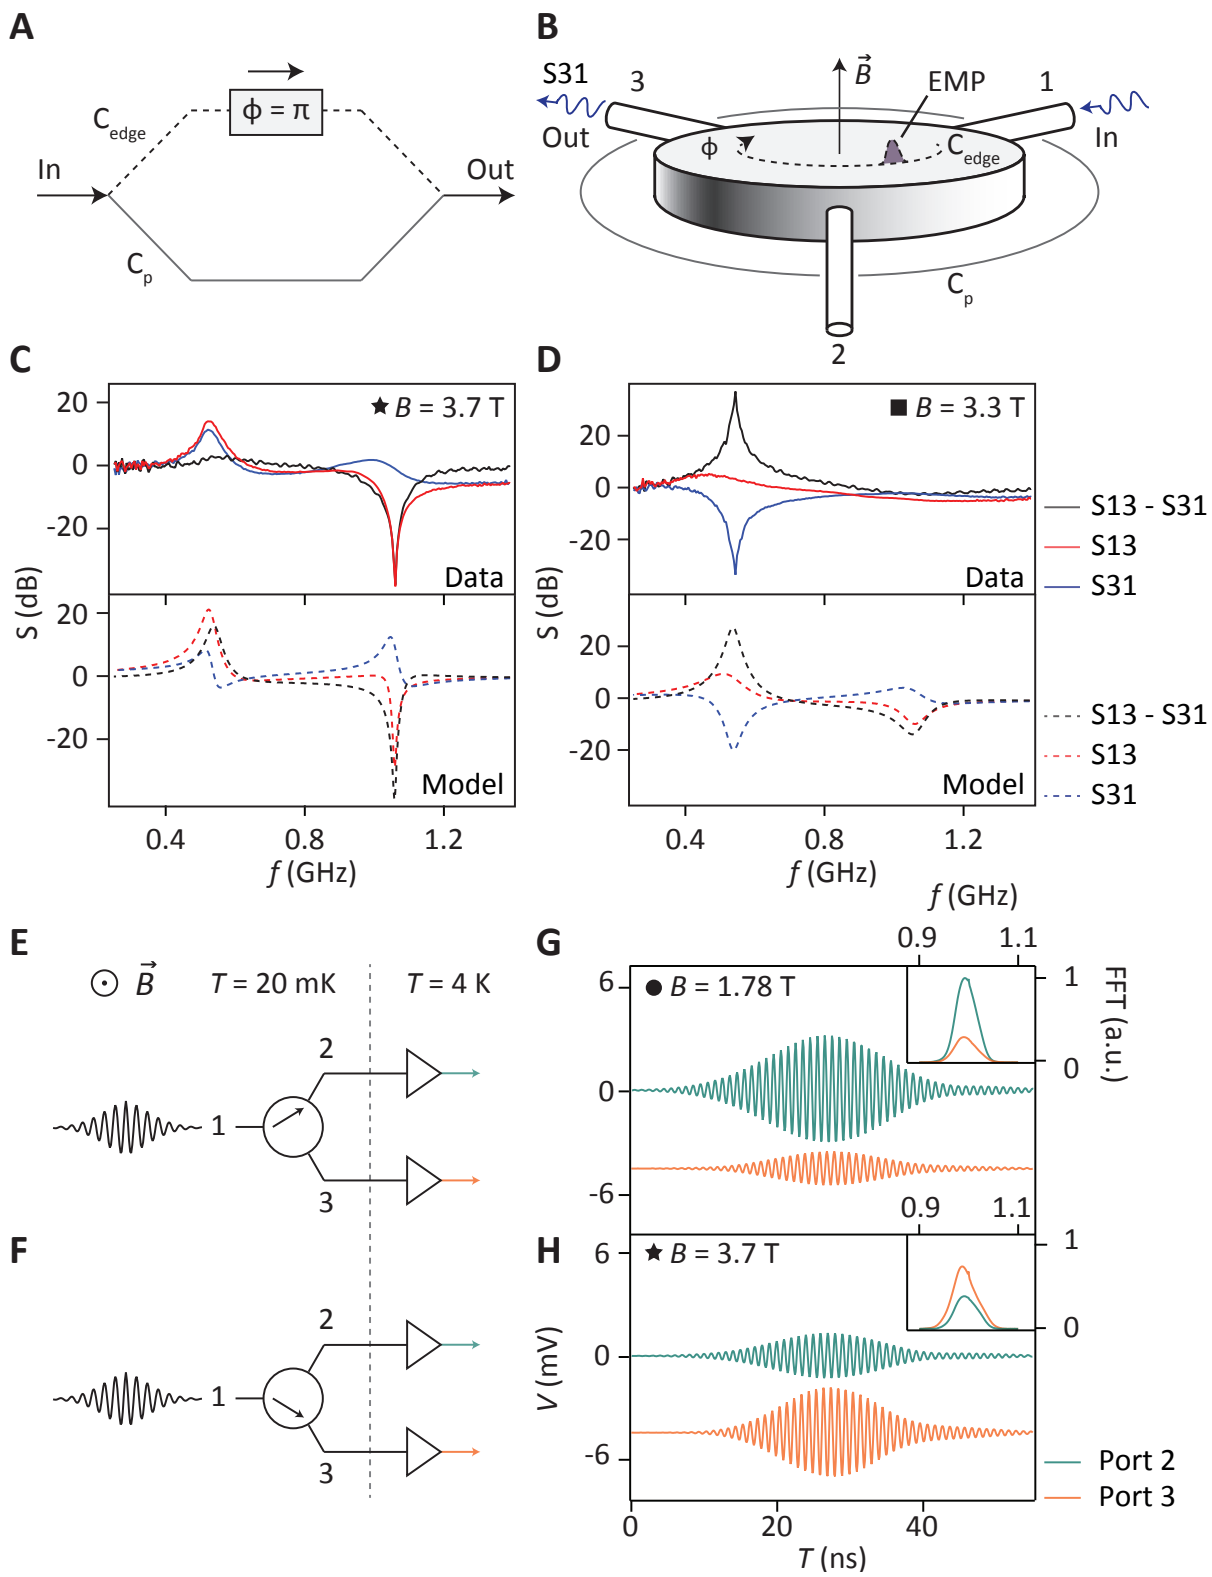 A
C_edge
ϕ = π
In
Out
C_p
B
S31
3
B
EMP
1
Out
ϕ
C_edge
In
C_p
2
C
20
0
-20
★ B = 3.7 T
Data
S (dB)
20
0
-20
Model
0.4
0.8
1.2
f (GHz)
D
20
0
-20
■ B = 3.3 T
Data
S (dB)
20
0
-20
Model
0.4
0.8
1.2
f (GHz)
S13 - S31
S13
S31
S13 - S31
S13
S31
E
B
T = 20 mK
T = 4 K
1
2
3
F
1
2
3
G
f (GHz)
0.9
1.1
● B = 1.78 T
6
0
-6
1
0
FFT (a.u.)
H
0.9
1.1
★ B = 3.7 T
6
0
-6
1
0
V (mV)
0
20
40
T (ns)
Port 2
Port 3